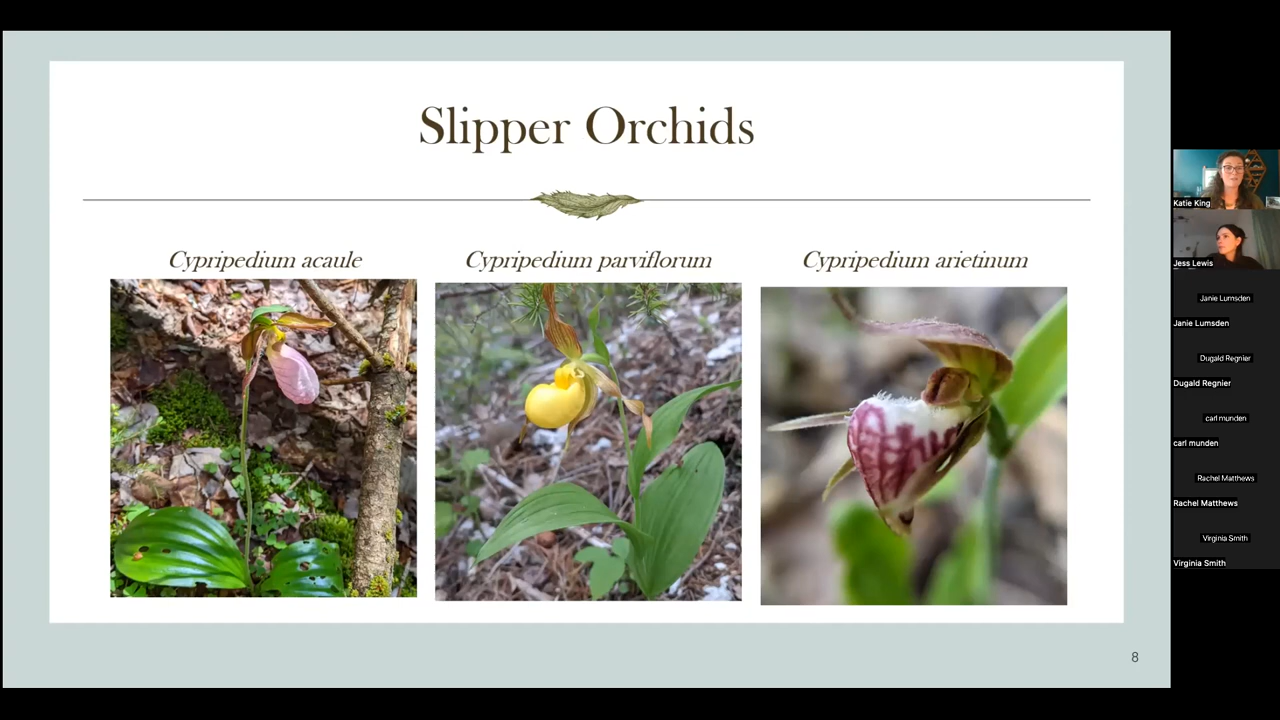 Slipper Orchids
Cypripedium acaule
Cypripedium parviflorum
Cypripedium arietinum
8
Katie King
Jess Lewis
Janie Lumsden
Janie Lumsden
Dugald Regnier
Dugald Regnier
carl munden
carl munden
Rachel Matthews
Rachel Matthews
Virginia Smith
Virginia Smith